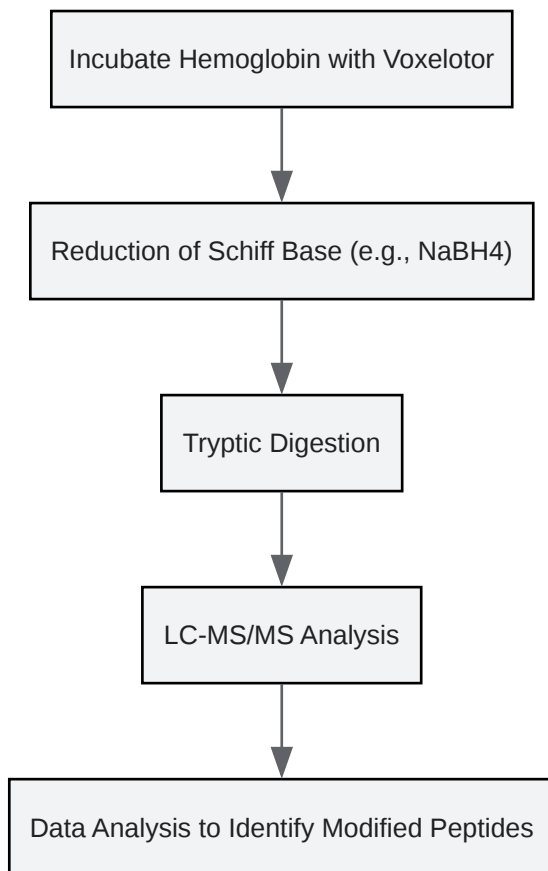 Incubate Hemoglobin with Voxelotor
Reduction of Schiff Base (e.g., NaBH4)
Tryptic Digestion
LC-MS/MS Analysis
Data Analysis to Identify Modified Peptides